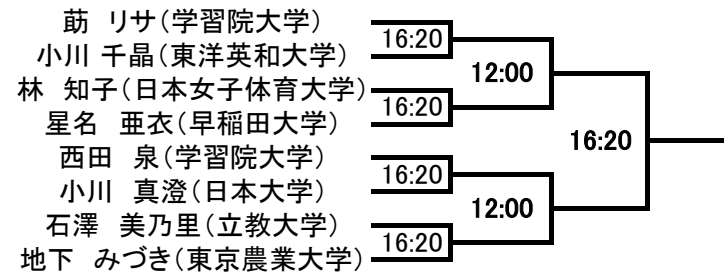 莇　リサ（学習院大学）
小川 千晶（東洋英和大学）
林　知子（日本女子体育大学）
星名　亜衣（早稲田大学）
西田　泉（学習院大学）
小川　真澄（日本大学）
石澤　美乃里（立教大学）
地下　みづき（東京農業大学）
16:20
16:20
16:20
16:20
12:00
12:00
16:20